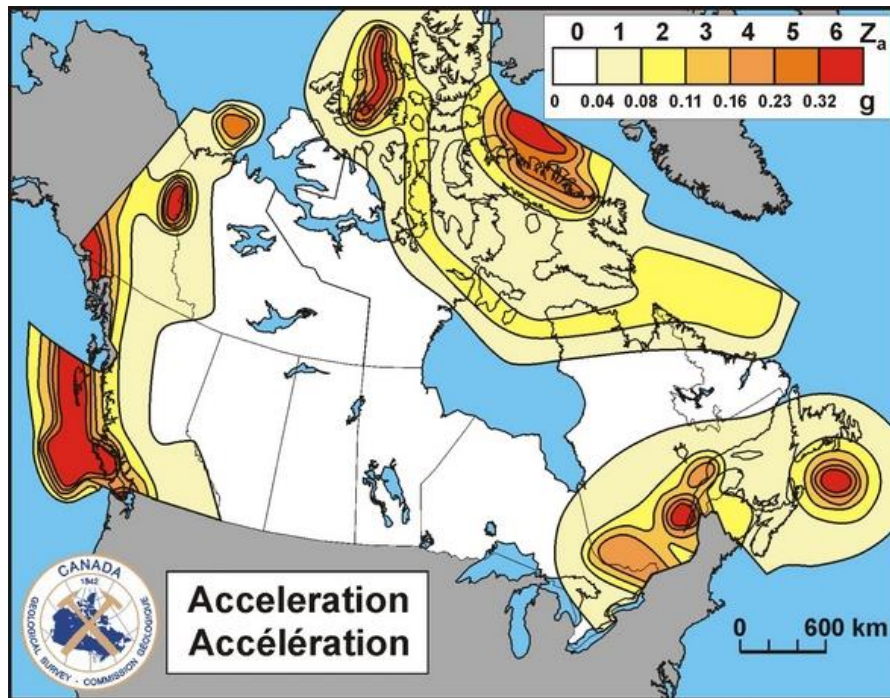 0 1 2 3 4 5 6 Za
0 0.04 0.08 0.11 0.16 0.23 0.32 g
CANADA
1842
GEOLOGICAL SURVEY - COMMISSION GÉOLOGIQUE
Acceleration
Accélération
0 600 km